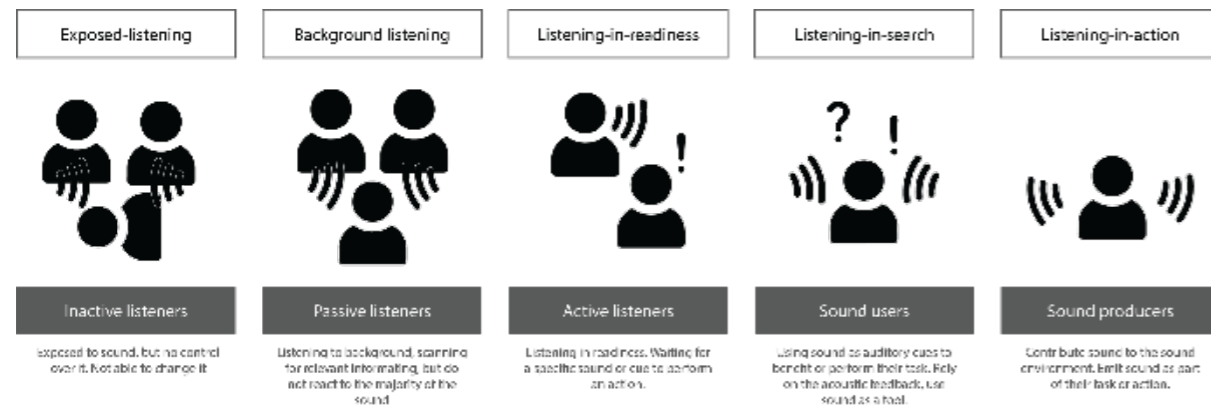 Exposed-listening
Background listening
Listening-in-readiness
Listening-in-search
Listening-in-action
?
!
!
Inactive listeners
Passive listeners
Active listeners
Sound users
Sound producers
Exposed to sound, but no control
over it. Not able to change it
Listening to background, scanning
for relevant informating, but do
not react to the majority of the
sound
Listening in readiness. Waiting for
a specific sound or cue to perform
an action.
Using sound as auditory cues to
benefit or perform their task. Rely
on the acoustic feedback, use
sound as a tool.
Contribute sound to the sound
environment. Emit sound as part
of their task or action.